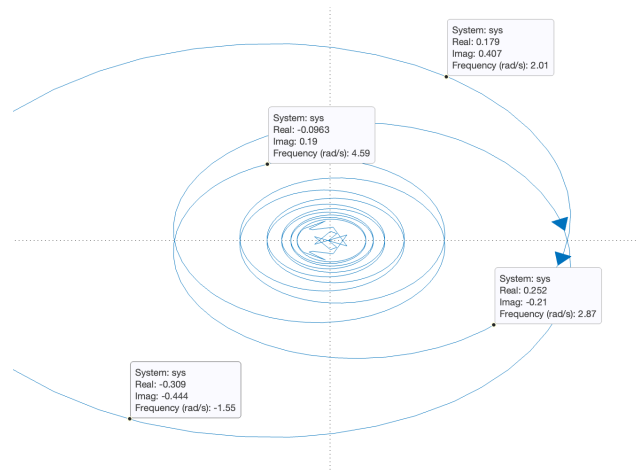 System: sys
Real: 0.179
Imag: 0.407
Frequency (rad/s): 2.01
System: sys
Real: -0.0963
Imag: 0.19
Frequency (rad/s): 4.59
System: sys
Real: 0.252
Imag: -0.21
Frequency (rad/s): 2.87
System: sys
Real: -0.309
Imag: -0.444
Frequency (rad/s): -1.55